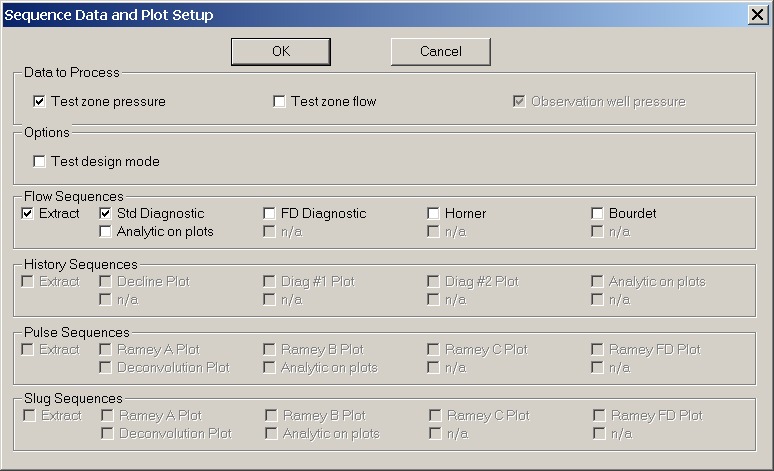 Sequence Data and Plot Setup
OK Cancel
Data to Process
Test zone pressure Test zone flow Observation well pressure
Options
Test design mode
Flow Sequences
Extract Std Diagnostic FD Diagnostic Horner Bourdet
Analytic on plots n/a n/a n/a
History Sequences
Extract Decline Plot Diag #1 Plot Diag #2 Plot Analytic on plots
n/a n/a n/a n/a
Pulse Sequences
Extract Ramey A Plot Ramey B Plot Ramey C Plot Ramey FD Plot
Deconvolution Plot Analytic on plots n/a n/a
Slug Sequences
Extract Ramey A Plot Ramey B Plot Ramey C Plot Ramey FD Plot
Deconvolution Plot Analytic on plots n/a n/a